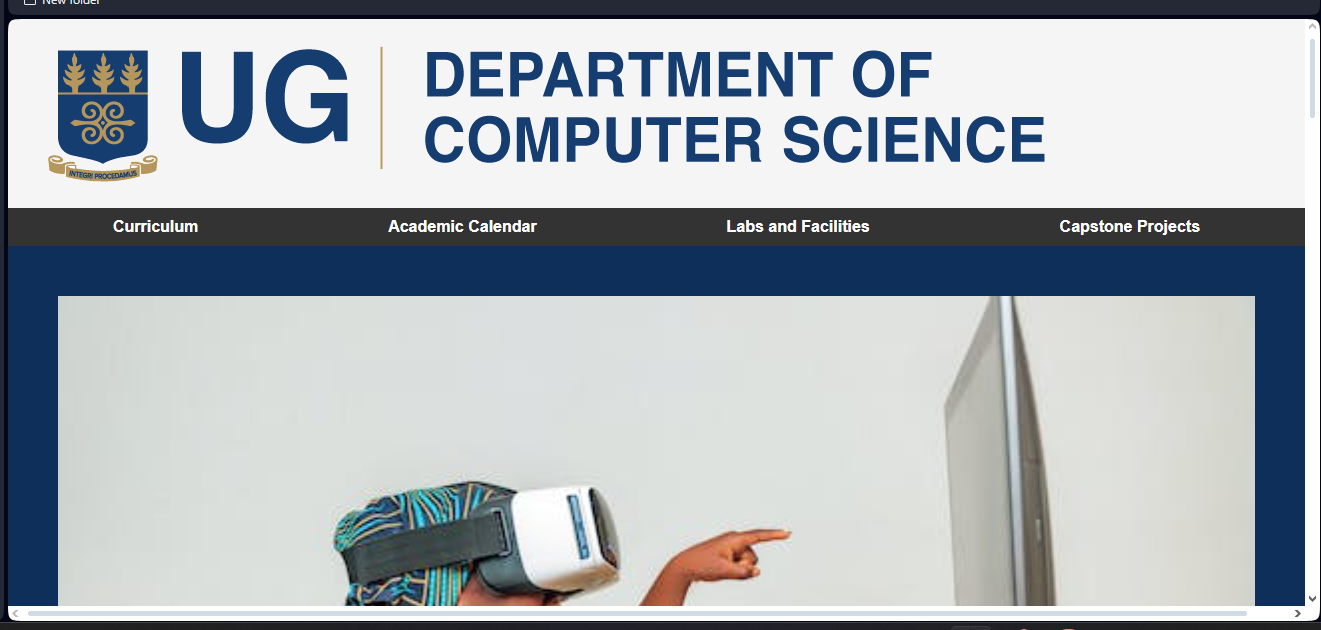 New folder
INTEGRI PROCEDAMUS
UG
DEPARTMENT OF
COMPUTER SCIENCE
Curriculum
Academic Calendar
Labs and Facilities
Capstone Projects